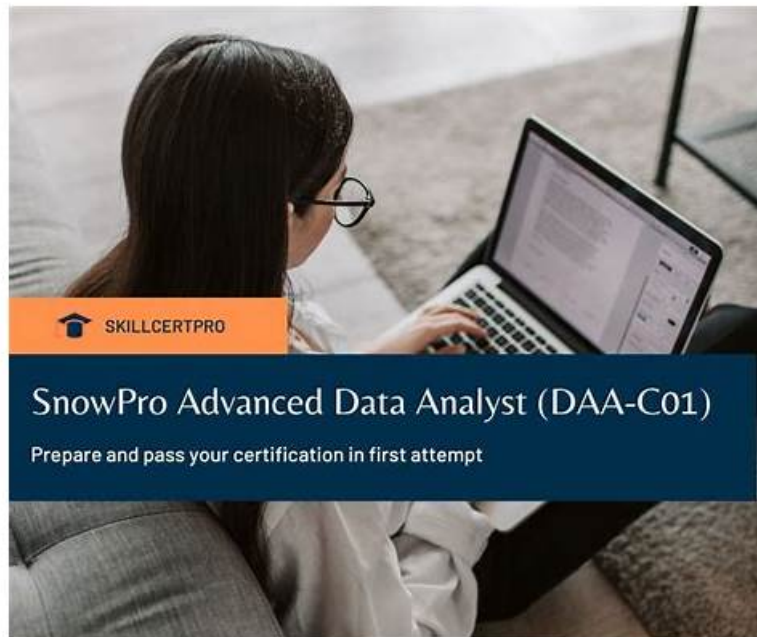 SKILLCERTPRO
SnowPro Advanced Data Analyst (DAA-C01)
Prepare and pass your certification in first attempt